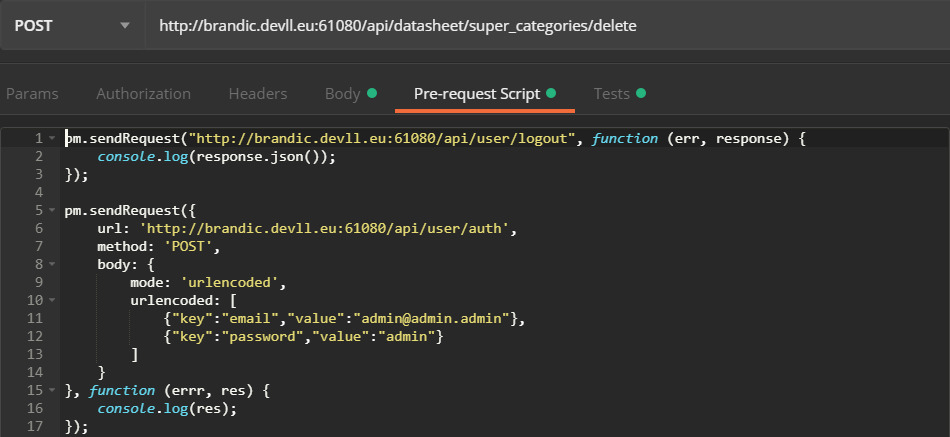 POST http://brandic.devll.eu:61080/api/datasheet/super_categories/delete
Params Authorization Headers Body Pre-request Script Tests
1 pm.sendRequest("http://brandic.devll.eu:61080/api/user/logout", function (err, response) {
2     console.log(response.json());
3 });
4
5 pm.sendRequest({
6     url: 'http://brandic.devll.eu:61080/api/user/auth',
7     method: 'POST',
8     body: {
9         mode: 'urlencoded',
10         urlencoded: [
11             {"key":"email","value":"admin@admin.admin"},
12             {"key":"password","value":"admin"}
13         ]
14     }
15 }, function (errr, res) {
16     console.log(res);
17 });